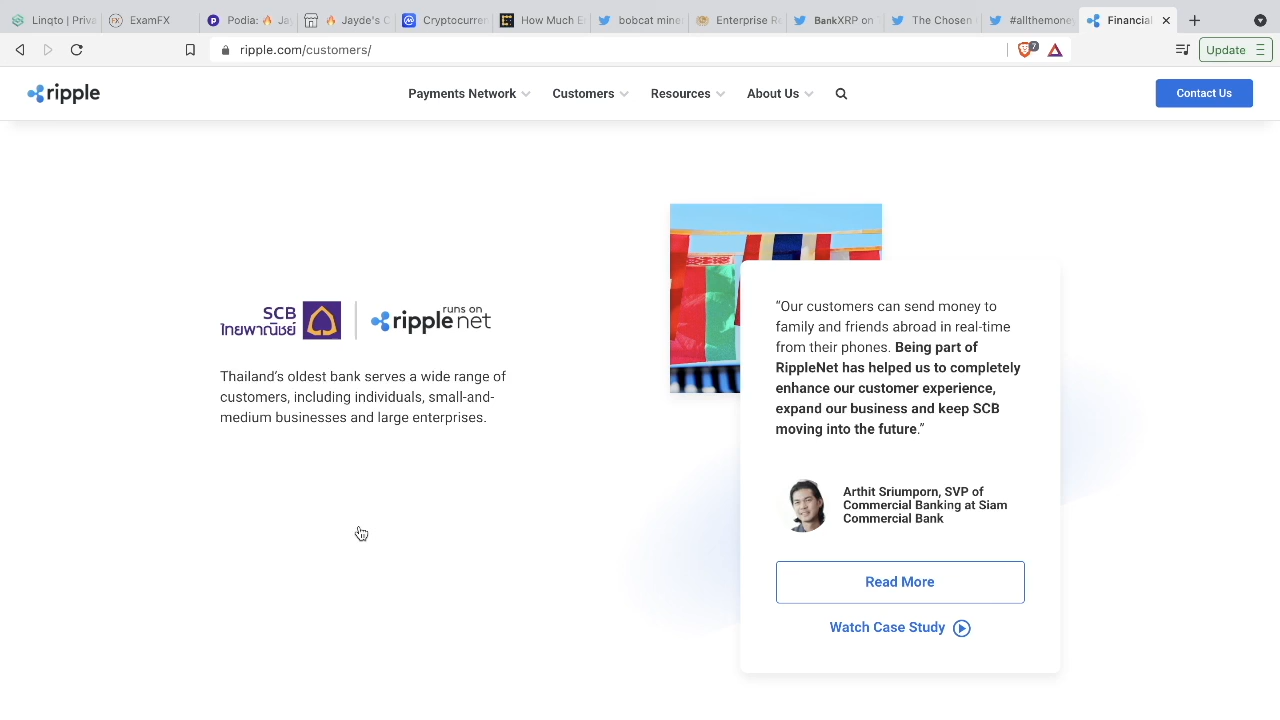 Linqto | Priva
ExamFX
Podia: 🔥 Jay
🔥 Jayde's C
Cryptocurren
How Much E
bobcat mine
Enterprise Re
BankXRP on T
The Chosen
#allthemoney
Financial
ripple.com/customers/
7
Update
ripple
Payments Network
Customers
Resources
About Us
Contact Us
SCB
ไทยพาณิชย์
runs on
ripplenet
Thailand’s oldest bank serves a wide range of
customers, including individuals, small-and-
medium businesses and large enterprises.
“Our customers can send money to
family and friends abroad in real-time
from their phones. Being part of
RippleNet has helped us to completely
enhance our customer experience,
expand our business and keep SCB
moving into the future.”
Arthit Sriumporn, SVP of
Commercial Banking at Siam
Commercial Bank
Read More
Watch Case Study